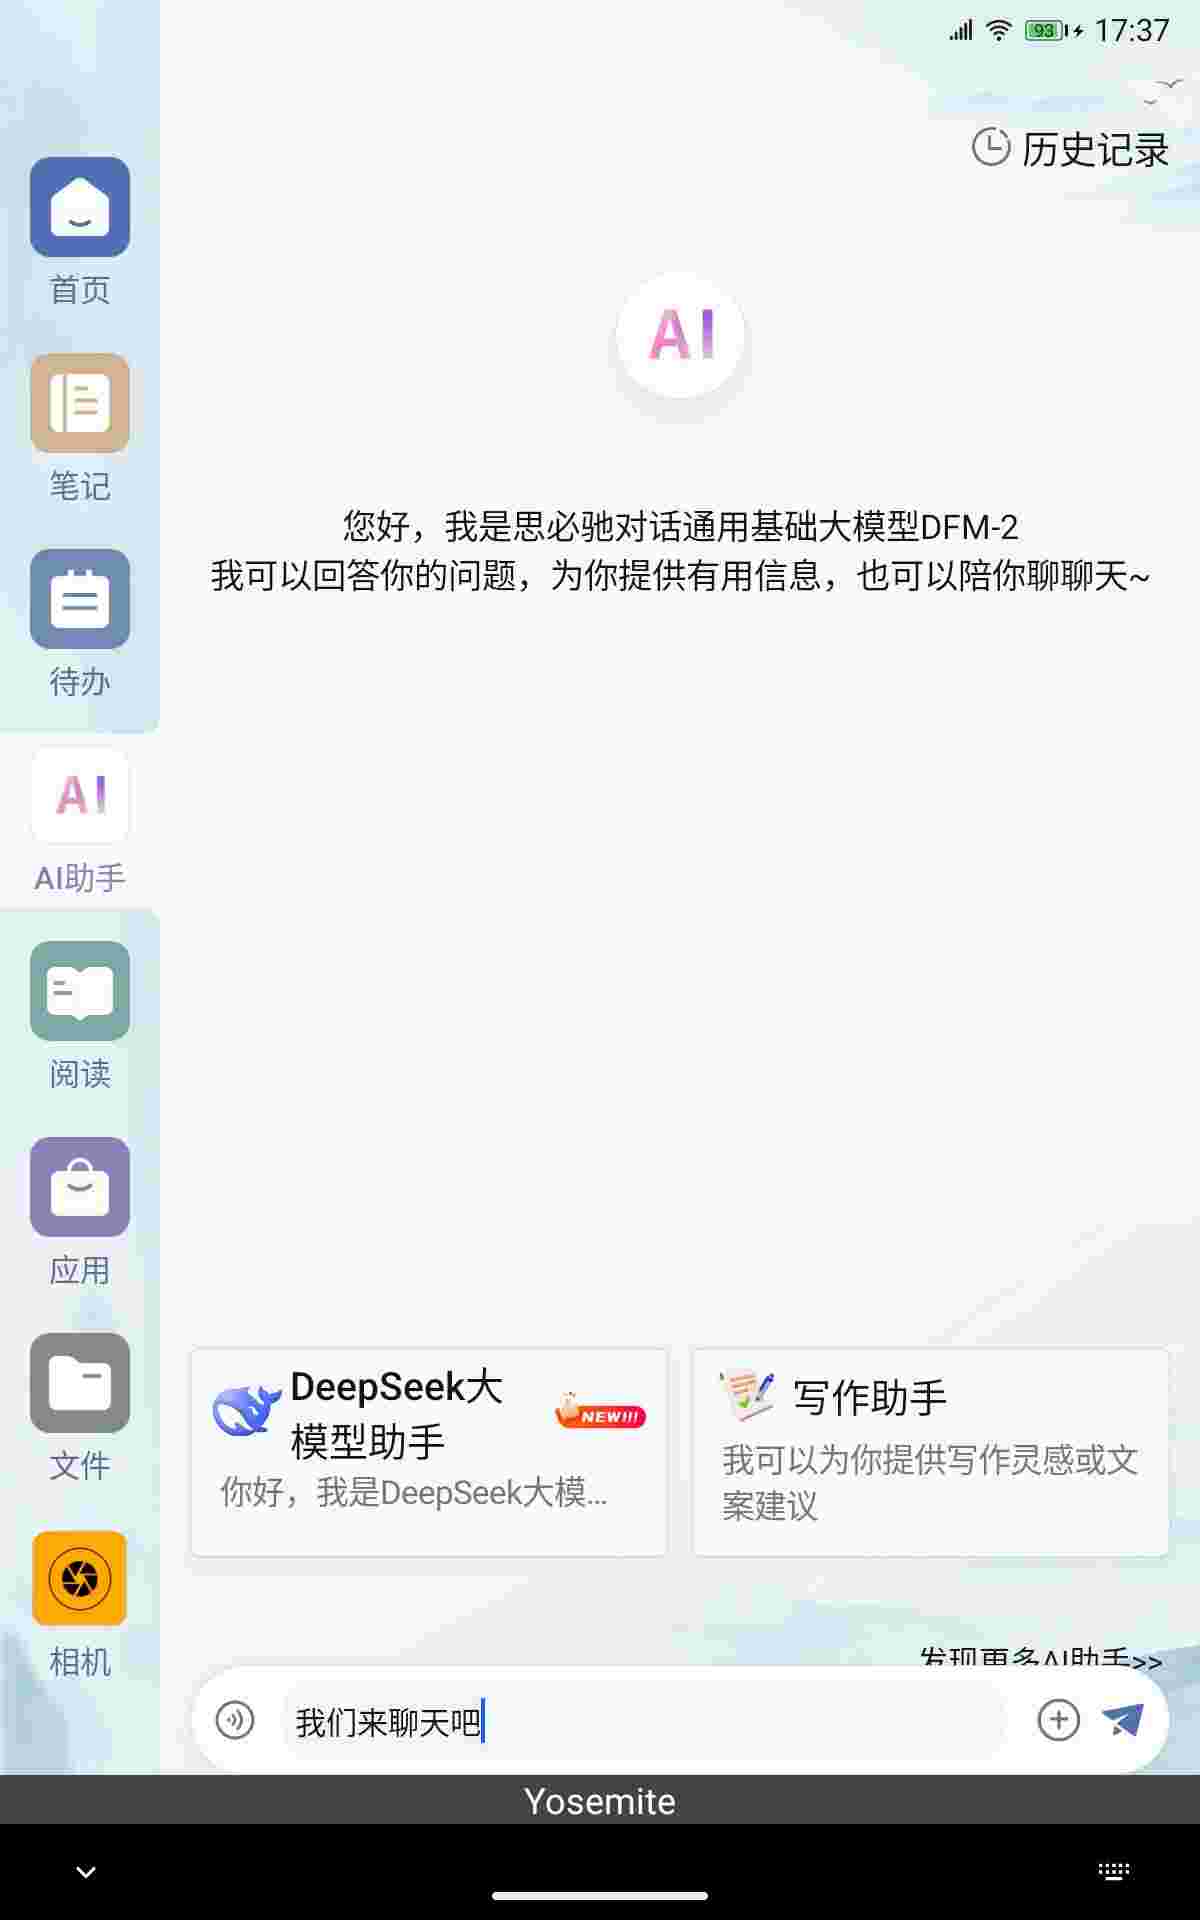 93 17:37
历史记录
首页
笔记
待办
AI
AI助手
阅读
应用
文件
相机
AI
您好，我是思必驰对话通用基础大模型DFM-2
我可以回答你的问题，为你提供有用信息，也可以陪你聊聊天~
DeepSeek大
模型助手
NEW!!!
你好，我是DeepSeek大模...
写作助手
我可以为你提供写作灵感或文
案建议
发现更多AI助手>>
我们来聊天吧
Yosemite